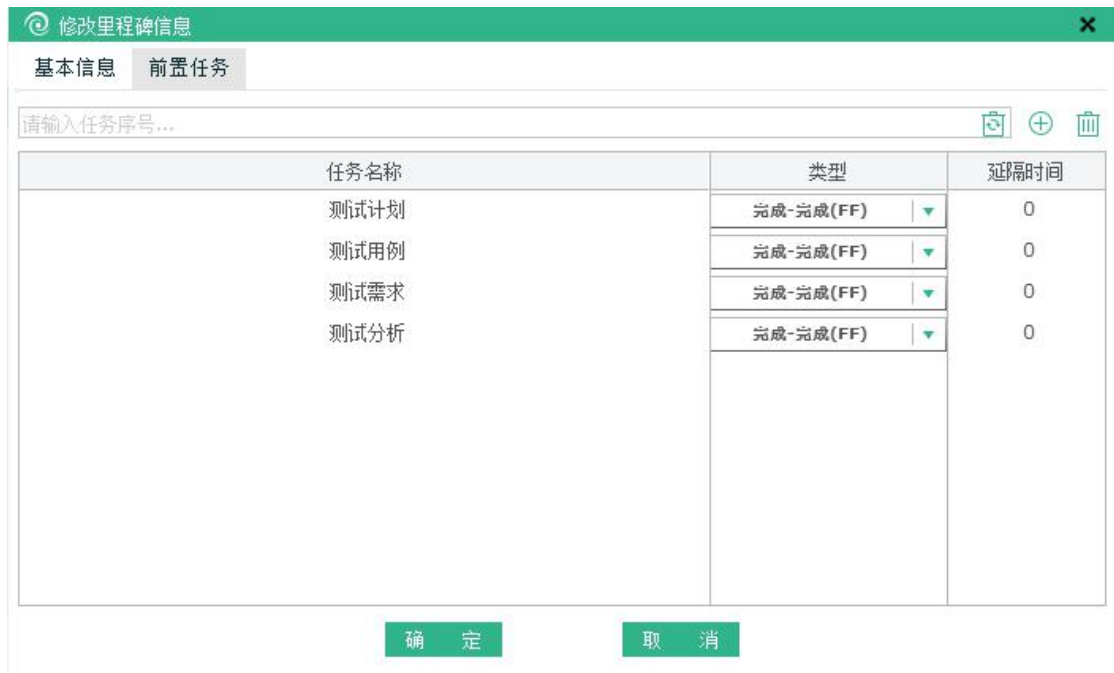 修改里程碑信息
基本信息 前置任务
请输入任务序号...
任务名称 类型 延隔时间
测试计划 完成-完成(FF) 0
测试用例 完成-完成(FF) 0
测试需求 完成-完成(FF) 0
测试分析 完成-完成(FF) 0
确 定 取 消